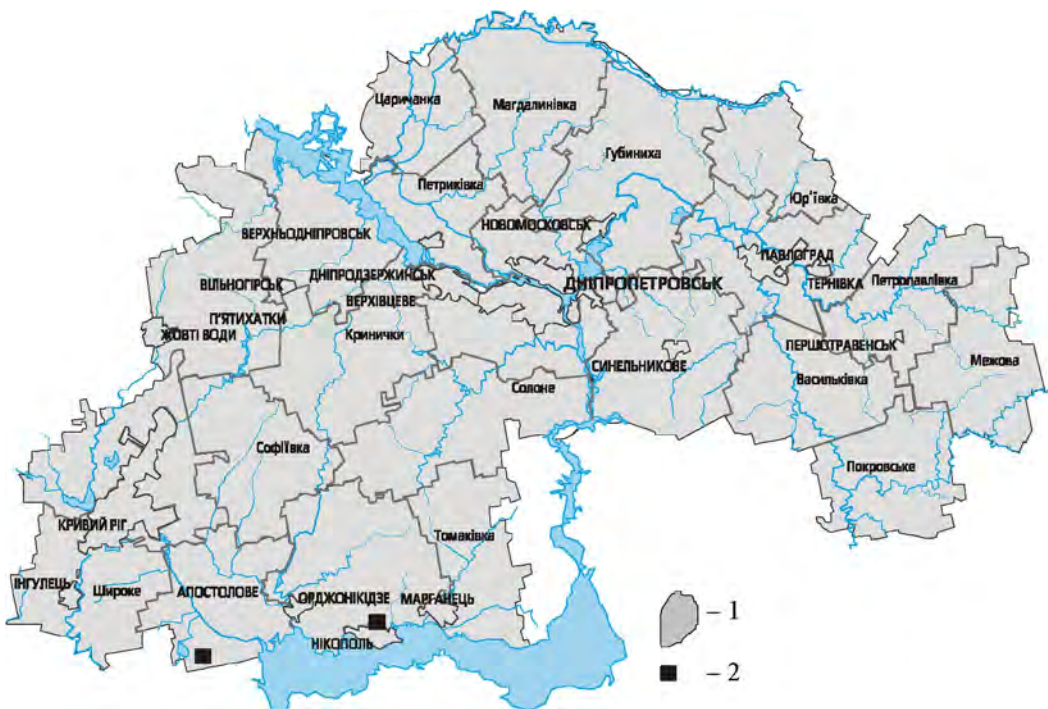 Царичанка
Магдалинівка
Губиниха
Петриківка
Юр'ївка
НОВОМОСКОВСЬК
ВЕРХНЬОДНІПРОВСЬК
ПАВЛОГРАД
ДНІПРОДЗЕРЖИНСЬК
ДНІПРОПЕТРОВСЬК
ТЕРНІВКА
Петропавлівка
ВІЛЬНОГІРСЬК
ВЕРХІВЦЕВЕ
П'ЯТИХАТКИ
ЖОВТІ ВОДИ
Кринички
ПЕРШОТРАВЕНСЬК
Межова
СИНЕЛЬНИКОВЕ
Васильківка
Солоне
Софіївка
Покровське
КРИВИЙ РІГ
Томаківка
ІНГУЛЕЦЬ
Широке
АПОСТОЛОВЕ
ОРДЖОНІКІДЗЕ
МАРГАНЕЦЬ
НІКОПОЛЬ
– 1
– 2